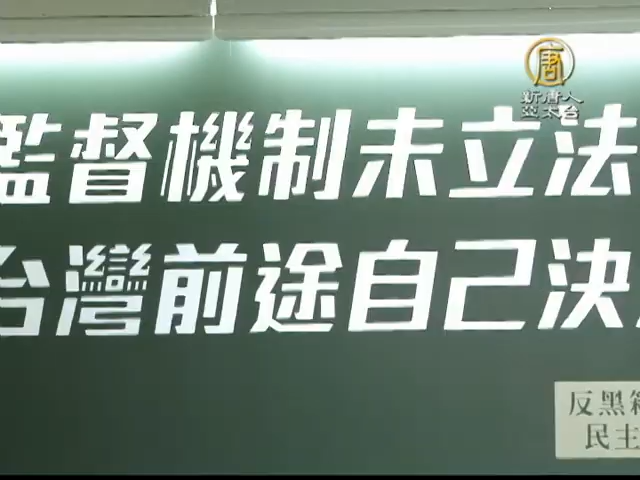 新唐人
亞太台
監督機制未立法
台灣前途自己決
反黑箱
民主